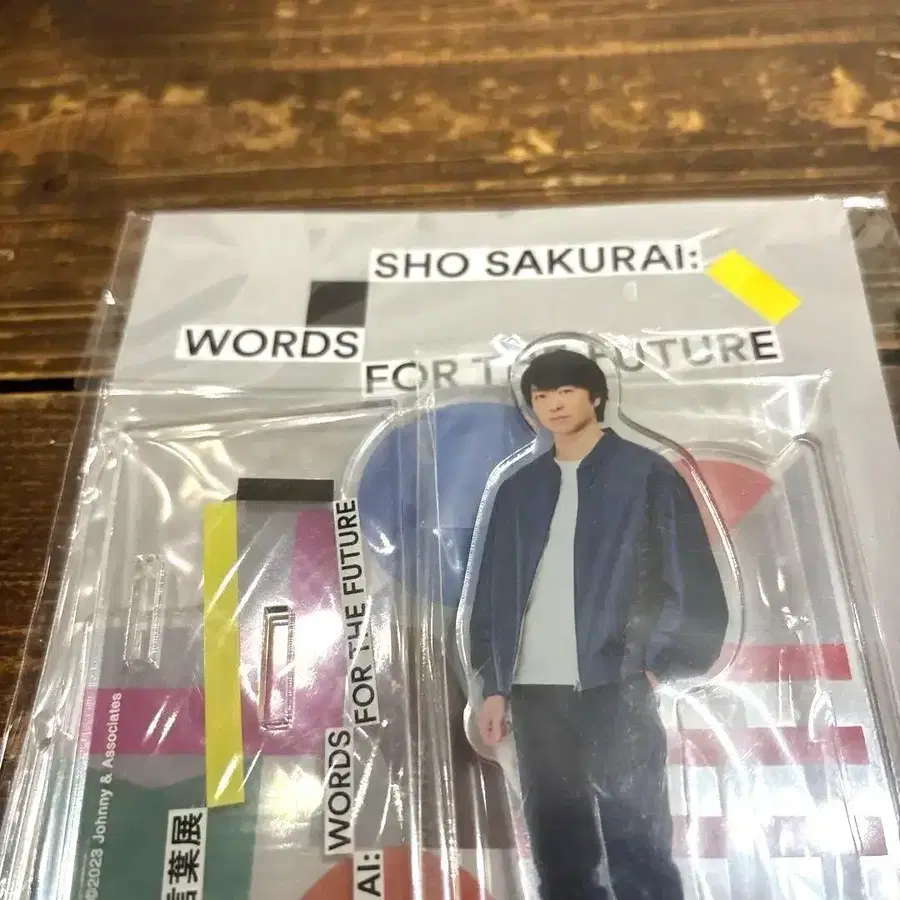 SHO SAKURAI:
WORDS
FOR THE FUTURE
WORDS
FOR THE FUTURE
AI:
言葉展
©2023 Johnny & Associates